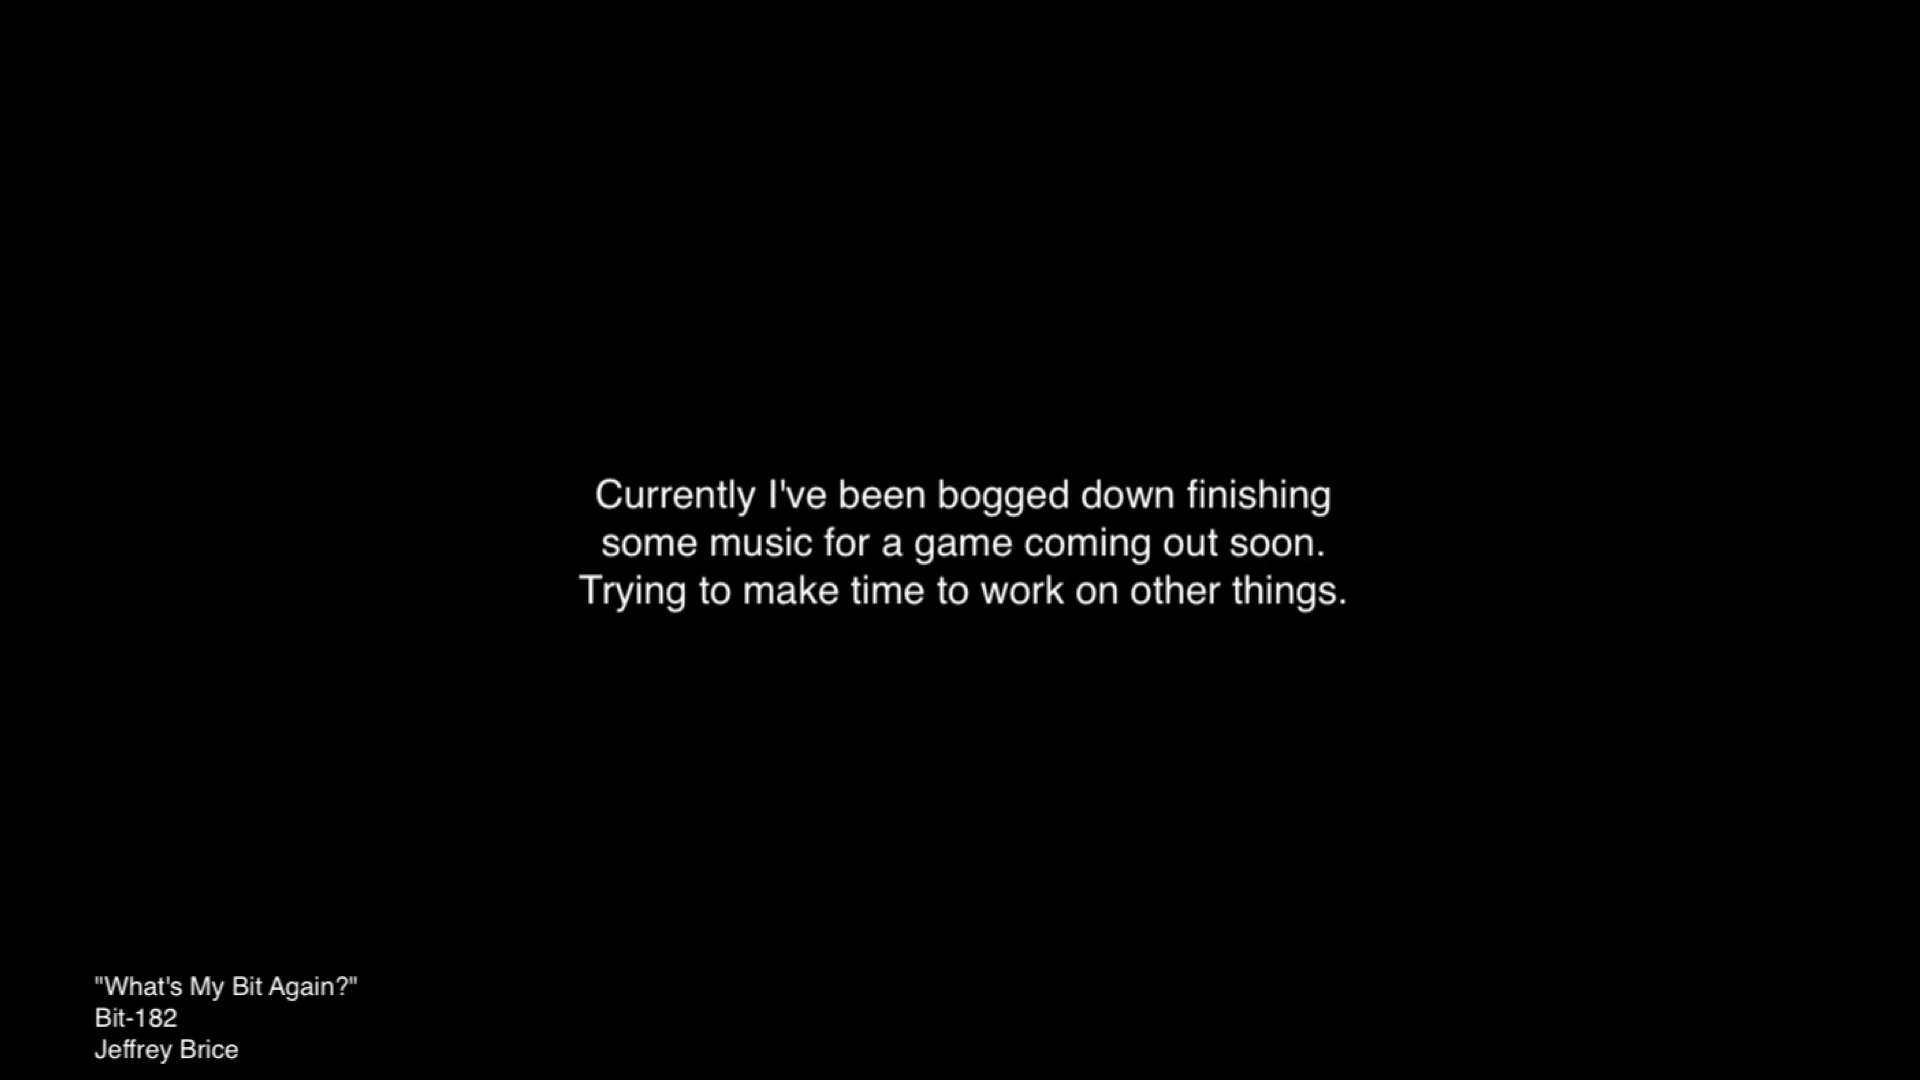 Currently I've been bogged down finishing
some music for a game coming out soon.
Trying to make time to work on other things.
"What's My Bit Again?"
Bit-182
Jeffrey Brice